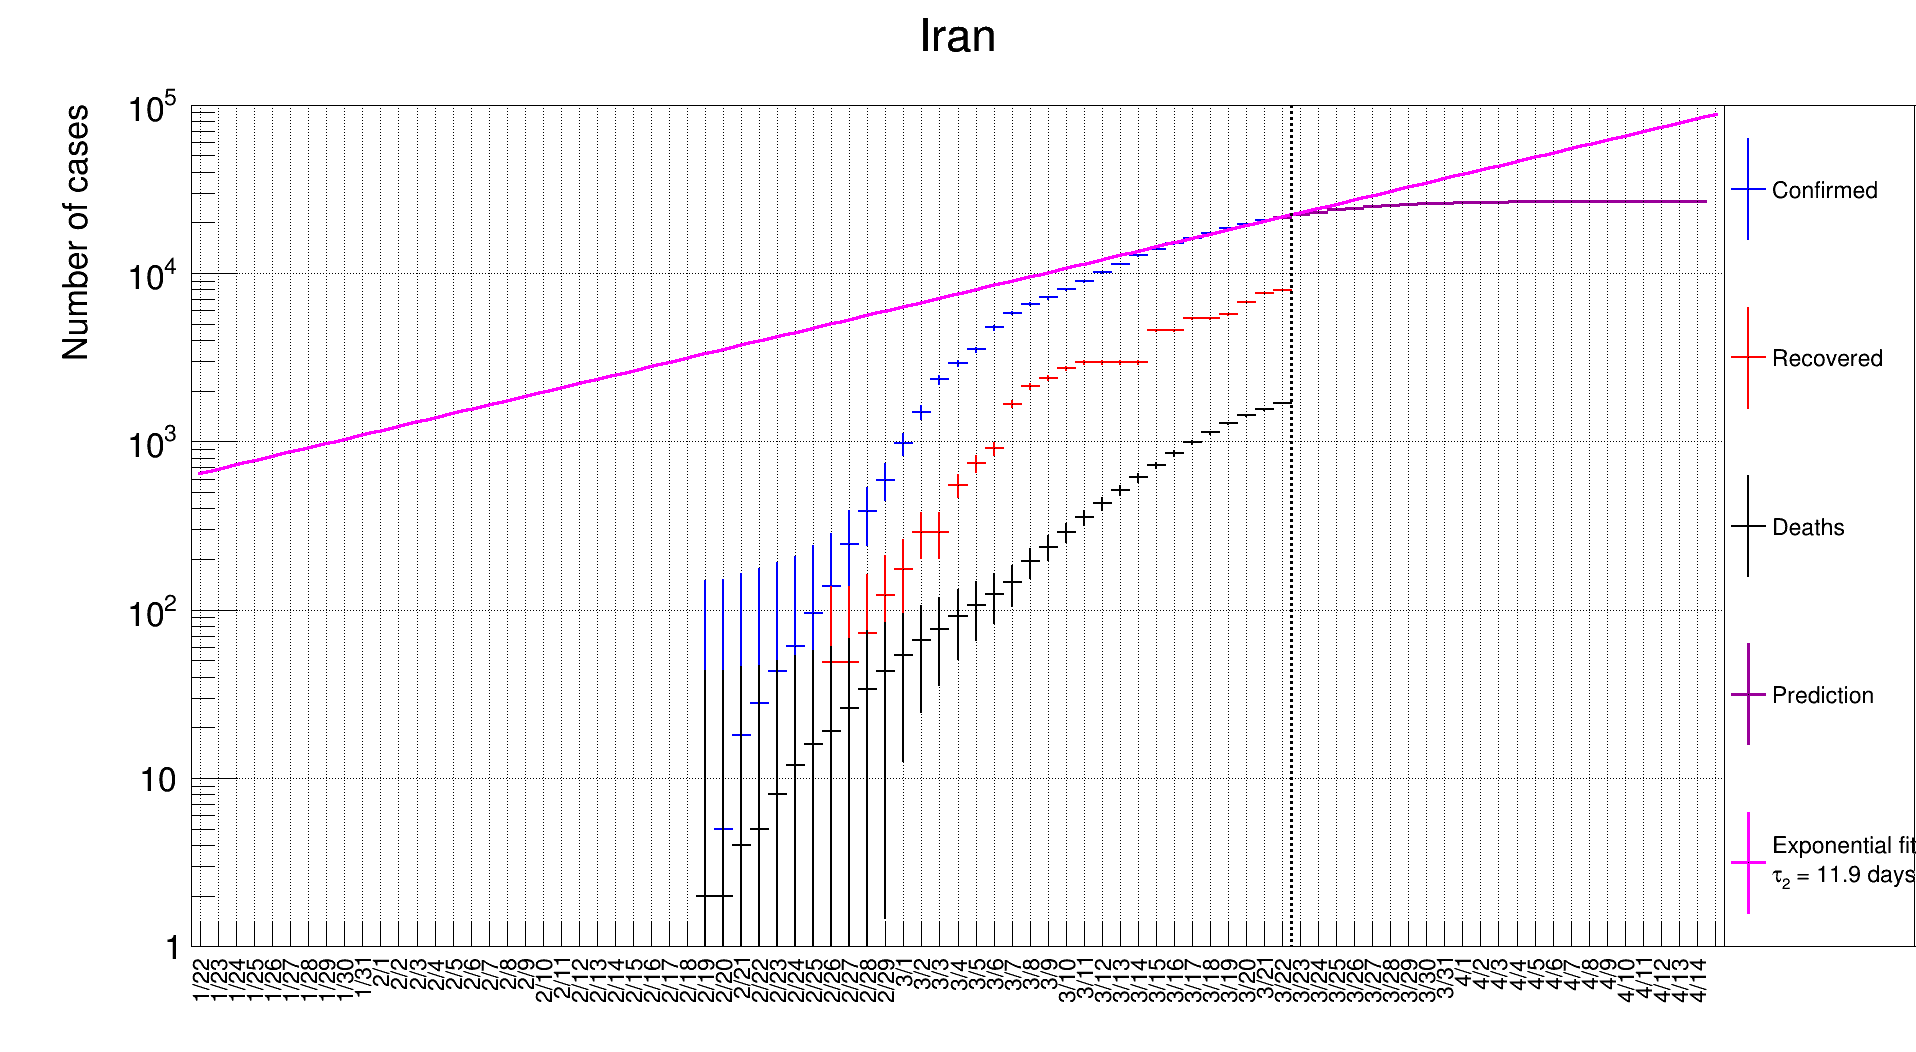 Iran
Number of cases
10^5
10^4
10^3
10^2
10
1
1/22 1/23 1/24 1/25 1/26 1/27 1/28 1/29 1/30 1/31 2/1 2/2 2/3 2/4 2/5 2/6 2/7 2/8 2/9 2/10 2/11 2/12 2/13 2/14 2/15 2/16 2/17 2/18 2/19 2/20 2/21 2/22 2/23 2/24 2/25 2/26 2/27 2/28 2/29 3/1 3/2 3/3 3/4 3/5 3/6 3/7 3/8 3/9 3/10 3/11 3/12 3/13 3/14 3/15 3/16 3/17 3/18 3/19 3/20 3/21 3/22 3/23 3/24 3/25 3/26 3/27 3/28 3/29 3/30 3/31 4/1 4/2 4/3 4/4 4/5 4/6 4/7 4/8 4/9 4/10 4/11 4/12 4/13 4/14
Confirmed
Recovered
Deaths
Prediction
Exponential fit
τ₂ = 11.9 days